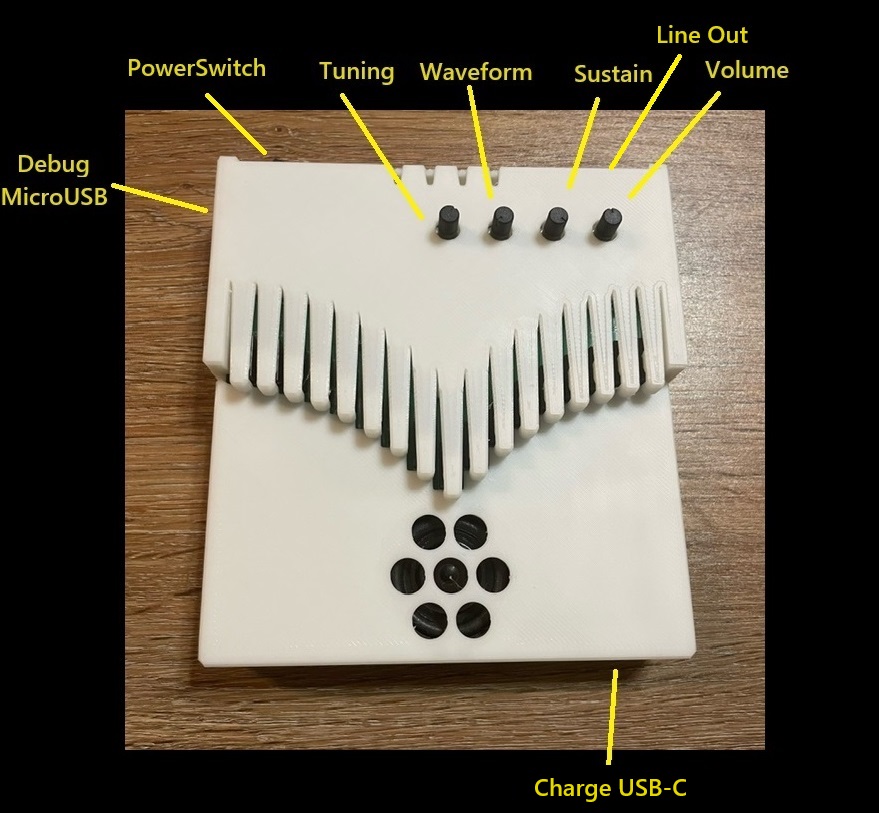 Line Out
PowerSwitch
Tuning
Waveform
Sustain
Volume
Debug
MicroUSB
Charge USB-C